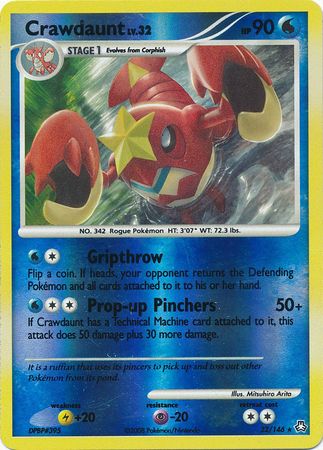 Crawdaunt LV.32 HP 90
STAGE 1 Evolves from Corphish
NO. 342 Rogue Pokémon HT: 3'07" WT: 72.3 lbs.
Gripthrow
Flip a coin. If heads, your opponent returns the Defending
Pokémon and all cards attached to it to his or her hand.
Prop-up Pinchers 50+
If Crawdaunt has a Technical Machine card attached to it, this
attack does 50 damage plus 30 more damage.
It is a ruffian that uses its pincers to pick up and toss out other
Pokémon from its pond.
Illus. Mitsuhiro Arita
weakness resistance retreat cost
+20 -20
DPBP#395 ©2008 Pokémon/Nintendo 22/146